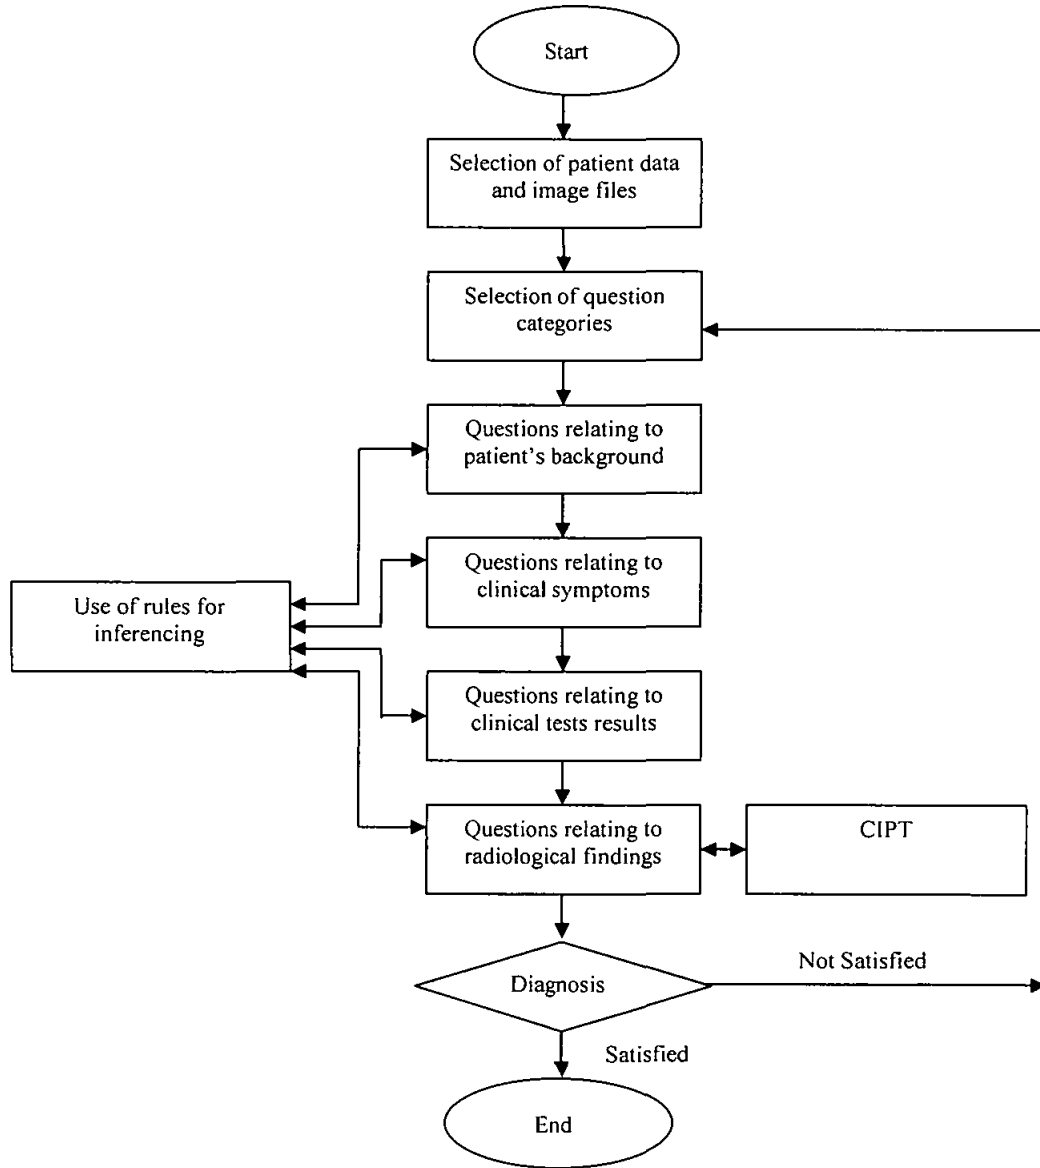 Start
Selection of patient data
and image files
Selection of question
categories
Questions relating to
patient's background
Questions relating to
clinical symptoms
Use of rules for
inferencing
Questions relating to
clinical tests results
Questions relating to
radiological findings
CIPT
Diagnosis
Not Satisfied
Satisfied
End